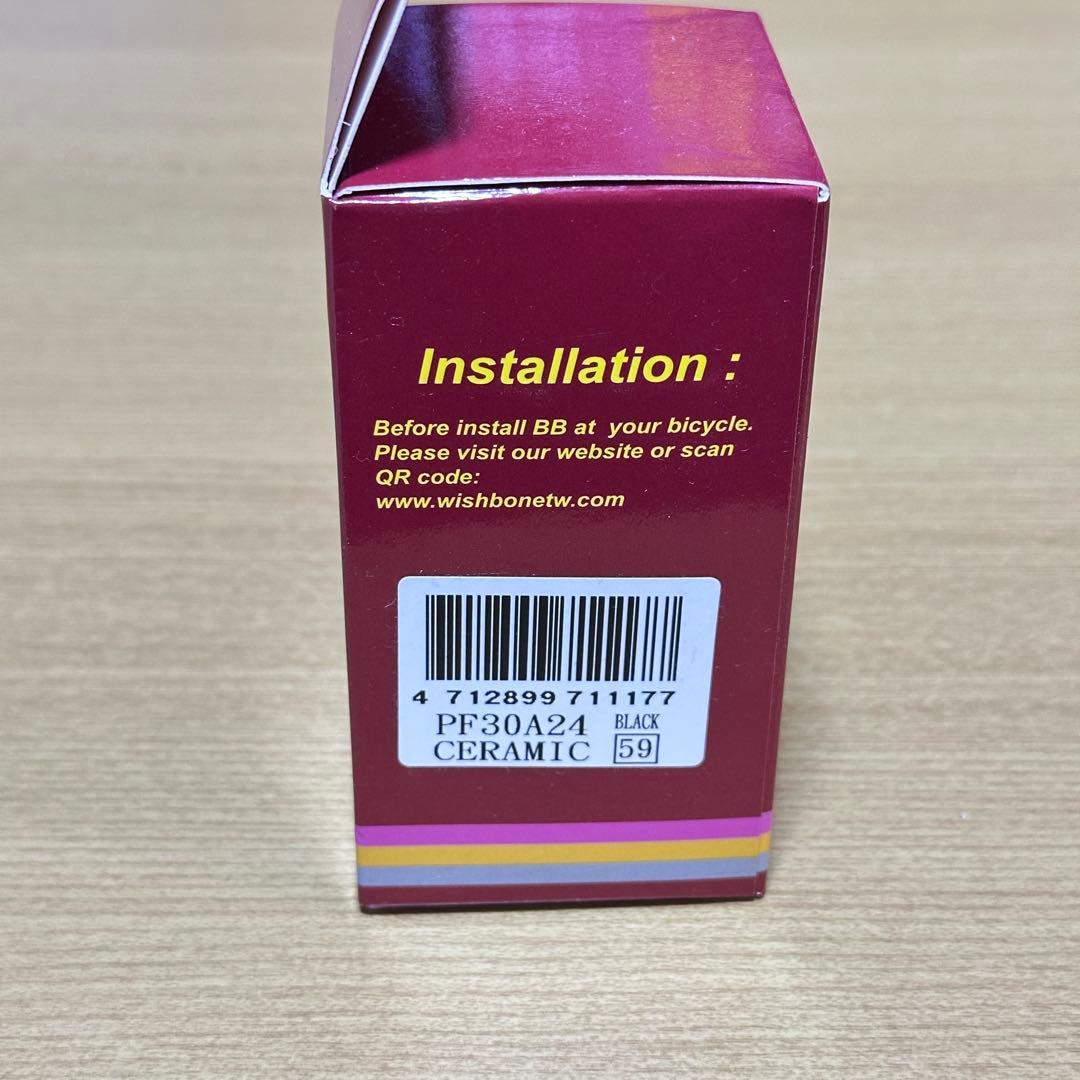 Installation :
Before install BB at your bicycle.
Please visit our website or scan
QR code:
www.wishbonetw.com
4 712899 711177
PF30A24 BLACK
CERAMIC 59